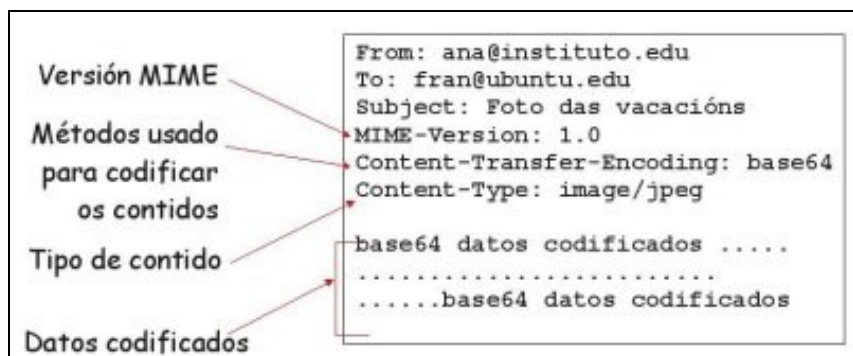 Versión MIME
Métodos usado
para codificar
os contidos
Tipo de contido
Datos codificados
From: ana@instituto.edu
To: fran@ubuntu.edu
Subject: Foto das vacacións
MIME-Version: 1.0
Content-Transfer-Encoding: base64
Content-Type: image/jpeg
base64 datos codificados .....
..........................
......base64 datos codificados